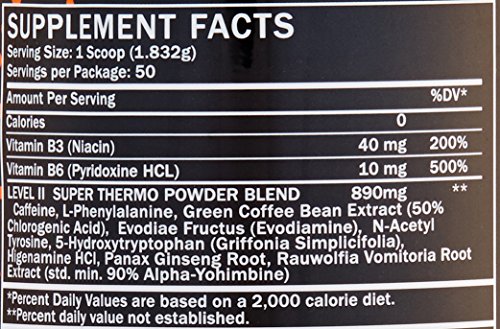 SUPPLEMENT FACTS
Serving Size: 1 Scoop (1.832g)
Servings per Package: 50
Amount Per Serving %DV*
Calories 0
Vitamin B3 (Niacin) 40 mg 200%
Vitamin B6 (Pyridoxine HCL) 10 mg 500%
LEVEL II SUPER THERMO POWDER BLEND 890mg **
Caffeine, L-Phenylalanine, Green Coffee Bean Extract (50%
Chlorogenic Acid), Evodiae Fructus (Evodiamine), N-Acetyl
Tyrosine, 5-Hydroxytryptophan (Griffonia Simplicifolia),
Higenamine HCl, Panax Ginseng Root, Rauwolfia Vomitoria Root
Extract (std. min. 90% Alpha-Yohimbine)
*Percent Daily Values are based on a 2,000 calorie diet.
**Percent daily value not established.